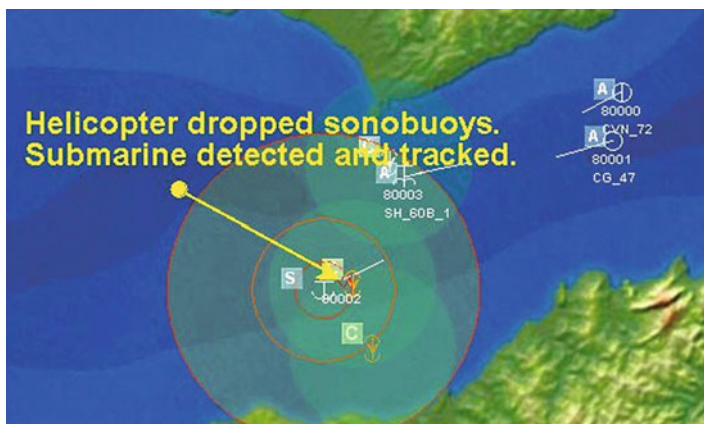 Helicopter dropped sonobuoys.
Submarine detected and tracked.
A
80000
CVN_72
A
80001
CG_47
A
80003
SH_60B_1
S
80002
C